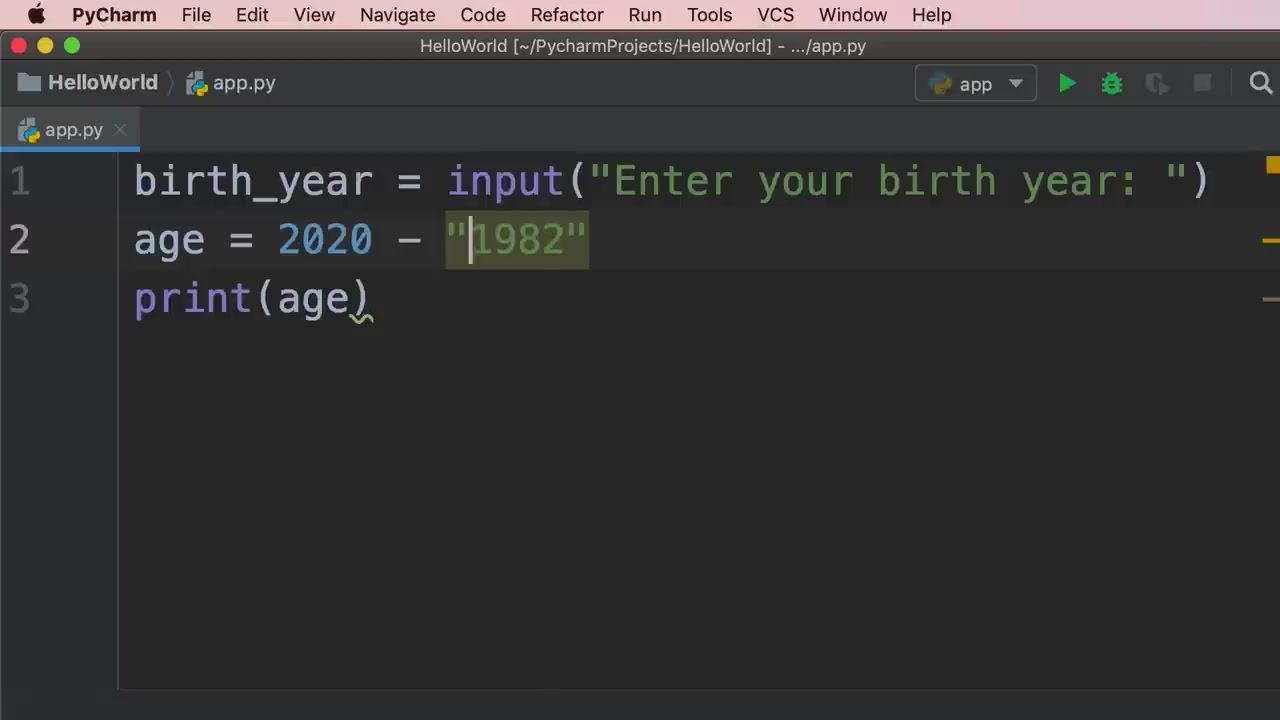 PyCharm File Edit View Navigate Code Refactor Run Tools VCS Window Help
HelloWorld [~/PycharmProjects/HelloWorld] - .../app.py
HelloWorld app.py app
app.py
1 birth_year = input("Enter your birth year: ")
2 age = 2020 - "1982"
3 print(age)